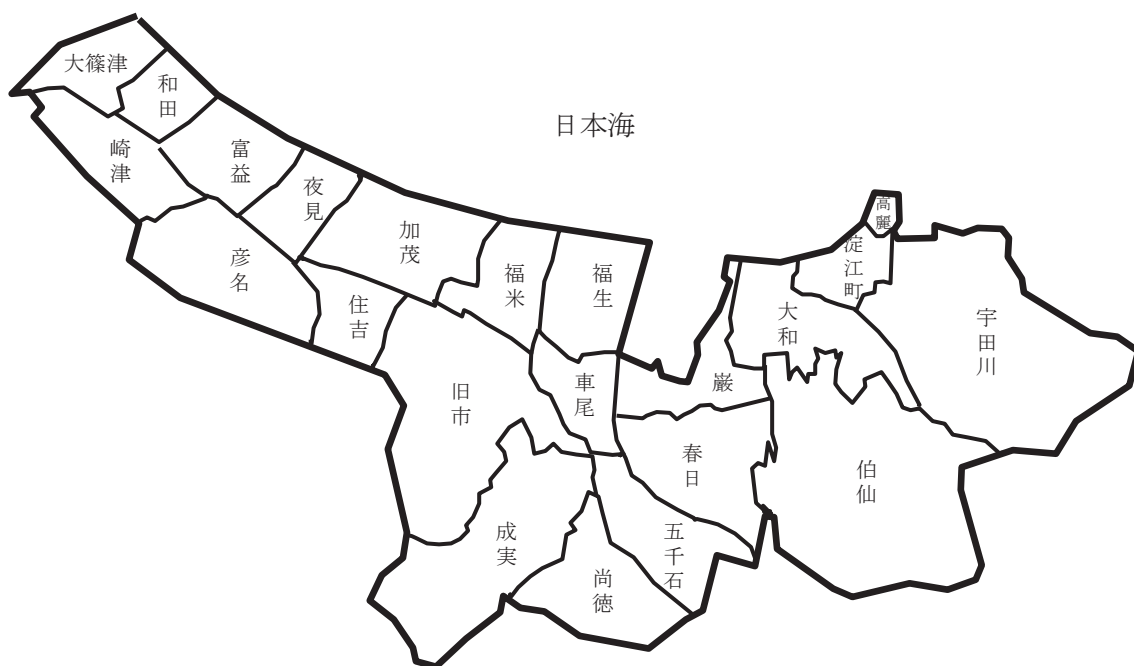 大篠津
和田
日本海
崎津
富益
夜見
高麗
淀江町
加茂
彦名
福米
福生
住吉
大和
宇田川
巌
車尾
旧市
春日
伯仙
成実
五千石
尚徳